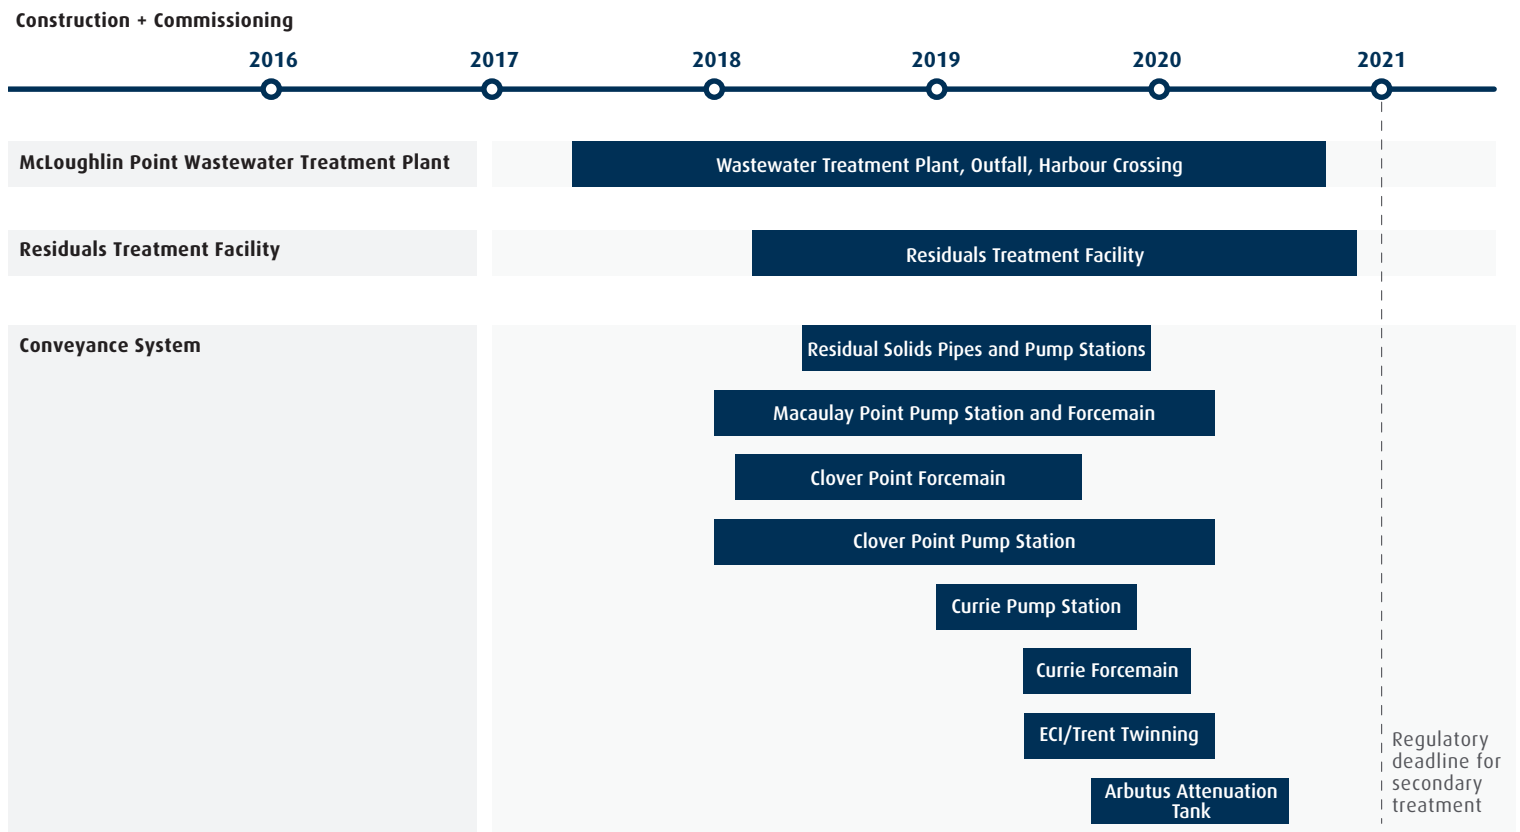 Construction + Commissioning
2016 2017 2018 2019 2020 2021
McLoughlin Point Wastewater Treatment Plant
Wastewater Treatment Plant, Outfall, Harbour Crossing
Residuals Treatment Facility
Residuals Treatment Facility
Conveyance System
Residual Solids Pipes and Pump Stations
Macaulay Point Pump Station and Forcemain
Clover Point Forcemain
Clover Point Pump Station
Currie Pump Station
Currie Forcemain
ECI/Trent Twinning
Arbutus Attenuation
Tank
Regulatory
deadline for
secondary
treatment